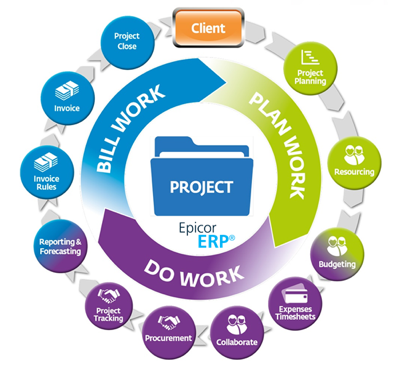 Client
Project
Planning
Resourcing
Budgeting
Expenses
Timesheets
Collaborate
Procurement
Project
Tracking
Reporting &
Forecasting
Invoice
Rules
Invoice
Project
Close
PLAN WORK
DO WORK
BILL WORK
PROJECT
Epicor
ERP®